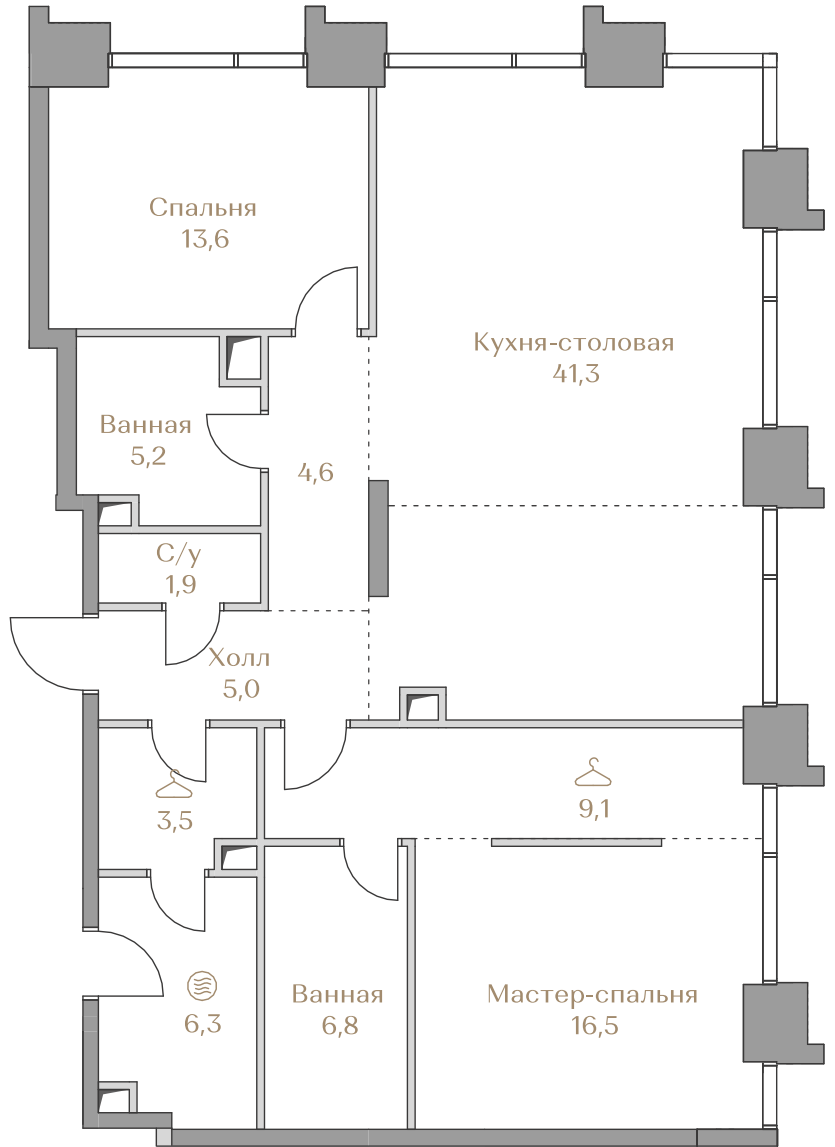 Спальня
13,6
Кухня-столовая
41,3
Ванная
5,2
4,6
С/у
1,9
Холл
5,0
3,5
9,1
6,3
Ванная
6,8
Мастер-спальня
16,5